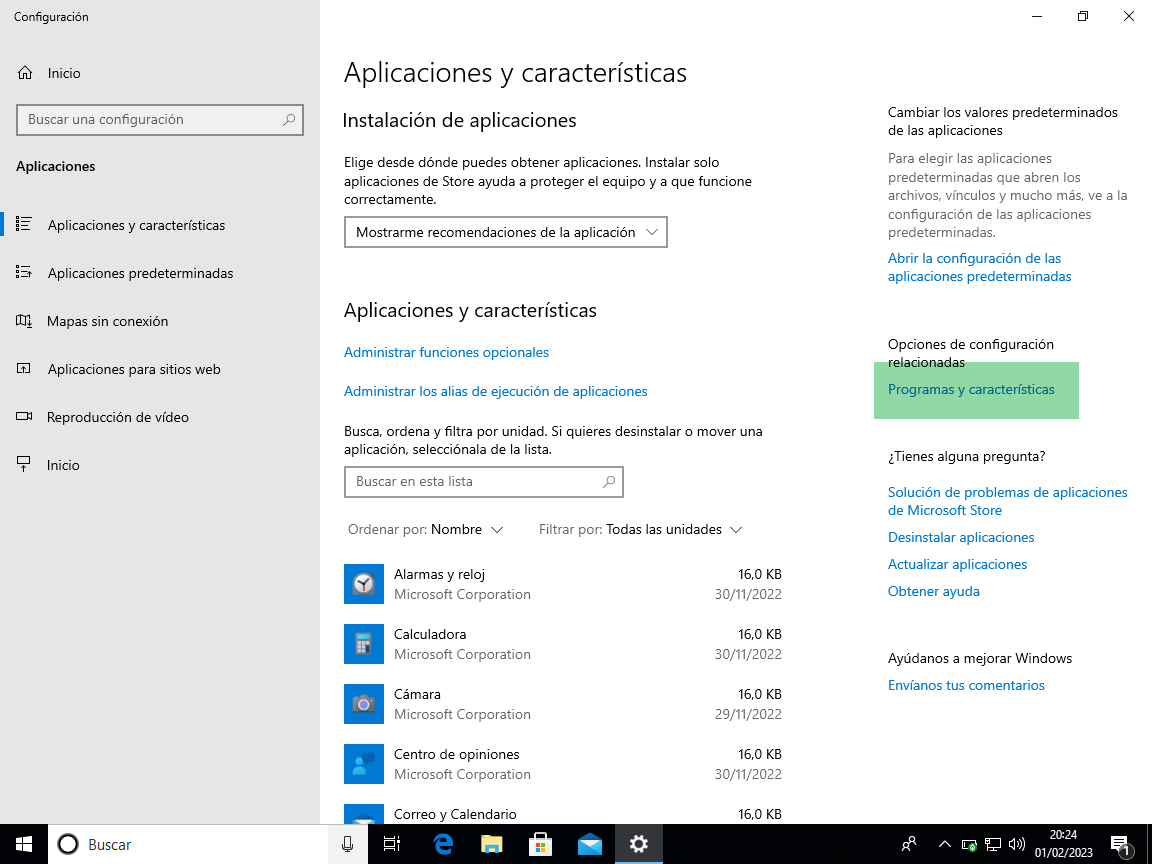 Configuración
Inicio
Buscar una configuración
Aplicaciones
Aplicaciones y características
Aplicaciones predeterminadas
Mapas sin conexión
Aplicaciones para sitios web
Reproducción de vídeo
Inicio
Aplicaciones y características
Instalación de aplicaciones
Elige desde dónde puedes obtener aplicaciones. Instalar solo
aplicaciones de Store ayuda a proteger el equipo y a que funcione
correctamente.
Mostrarme recomendaciones de la aplicación
Aplicaciones y características
Administrar funciones opcionales
Administrar los alias de ejecución de aplicaciones
Busca, ordena y filtra por unidad. Si quieres desinstalar o mover una
aplicación, selecciónala de la lista.
Buscar en esta lista
Ordenar por: Nombre Filtrar por: Todas las unidades
Alarmas y reloj 16,0 KB
Microsoft Corporation 30/11/2022
Calculadora 16,0 KB
Microsoft Corporation 30/11/2022
Cámara 16,0 KB
Microsoft Corporation 29/11/2022
Centro de opiniones 16,0 KB
Microsoft Corporation 30/11/2022
Correo y Calendario 16,0 KB
Cambiar los valores predeterminados
de las aplicaciones
Para elegir las aplicaciones
predeterminadas que abren los
archivos, vínculos y mucho más, ve a la
configuración de las aplicaciones
predeterminadas.
Abrir la configuración de las
aplicaciones predeterminadas
Opciones de configuración
relacionadas
Programas y características
¿Tienes alguna pregunta?
Solución de problemas de aplicaciones
de Microsoft Store
Desinstalar aplicaciones
Actualizar aplicaciones
Obtener ayuda
Ayúdanos a mejorar Windows
Envíanos tus comentarios
Buscar
20:24
01/02/2023
1